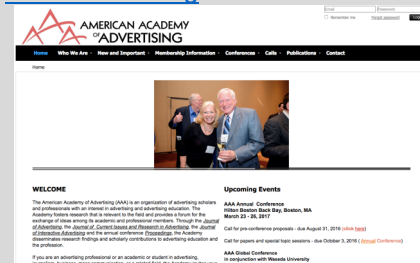 Email
Password
Log
Remember me
Forgot password
AMERICAN ACADEMY
OF ADVERTISING
Home Who We Are New and Important Membership Information Conferences Calls Publications Contact
Home
WELCOME
The American Academy of Advertising (AAA) is an organization of advertising scholars
and professionals with an interest in advertising and advertising education. The
Academy fosters research that is relevant to the field and provides a forum for the
exchange of ideas among its academic and professional members. Through the Journal
of Advertising, the Journal of Current Issues and Research in Advertising, the Journal
of Interactive Advertising and the annual conference Proceedings, the Academy
disseminates research findings and scholarly contributions to advertising education and
the profession.
If you are an advertising professional or an academic or student in advertising,
Upcoming Events
AAA Annual Conference
Hilton Boston Back Bay, Boston, MA
March 23 - 26, 2017
Call for pre-conference proposals - due August 31, 2016 (click here)
Call for papers and special topic sessions - due October 3, 2016 ( Annual Conference)
AAA Global Conference
in conjunction with Waseda University